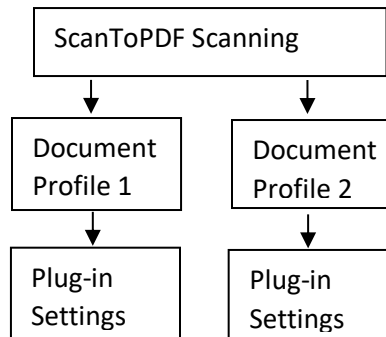 ScanToPDF Scanning
Document
Profile 1
Document
Profile 2
Plug-in
Settings
Plug-in
Settings